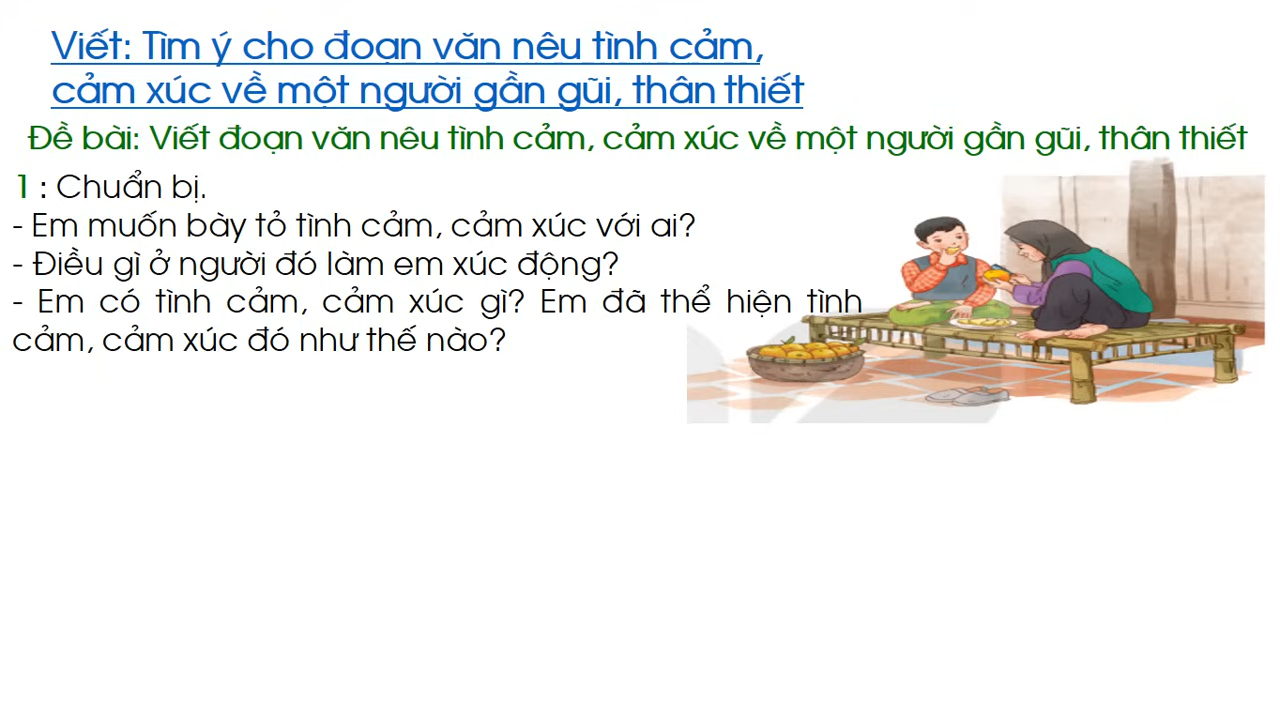 Viết: Tìm ý cho đoạn văn nêu tình cảm,
cảm xúc về một người gần gũi, thân thiết
Đề bài: Viết đoạn văn nêu tình cảm, cảm xúc về một người gần gũi, thân thiết
1 : Chuẩn bị.
- Em muốn bày tỏ tình cảm, cảm xúc với ai?
- Điều gì ở người đó làm em xúc động?
- Em có tình cảm, cảm xúc gì? Em đã thể hiện tình
cảm, cảm xúc đó như thế nào?